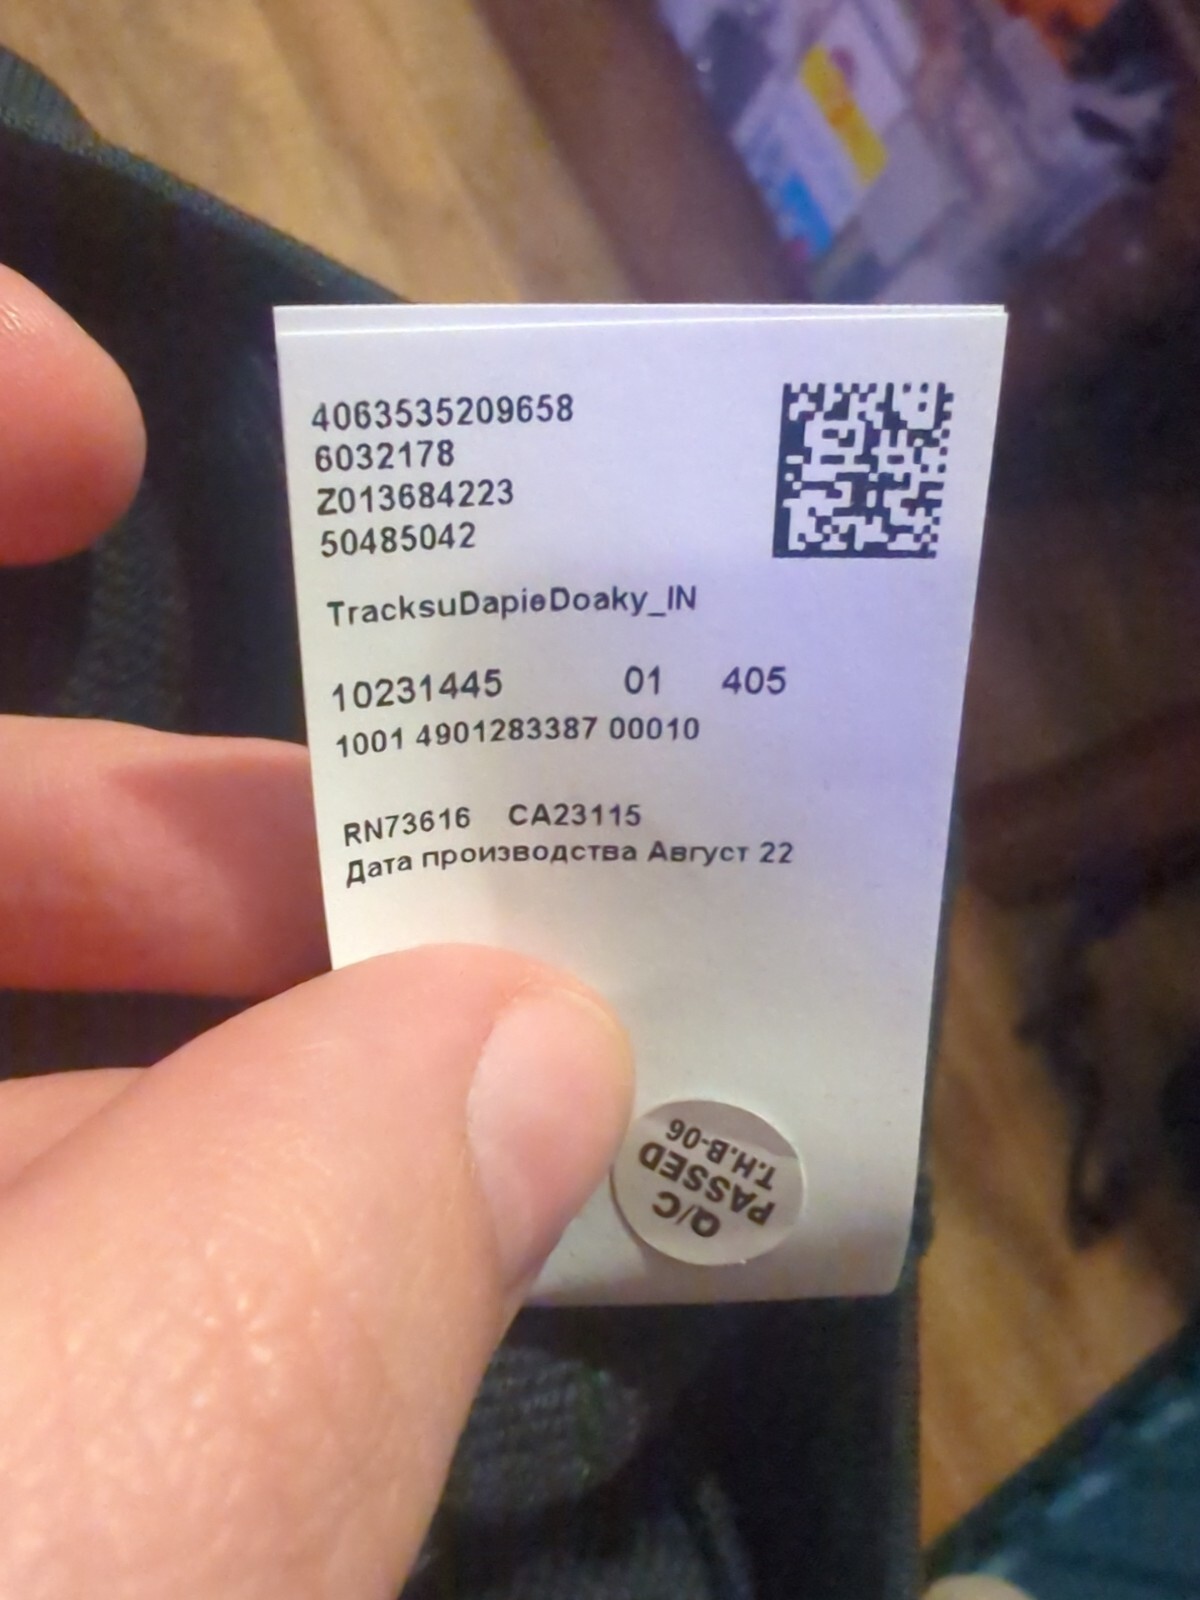 4063535209658
6032178
Z013684223
50485042
TracksuDapieDoaky_IN
10231445 01 405
1001 4901283387 00010
RN73616 CA23115
Дата производства Август 22
Q/C
PASSED
T.H.B-06